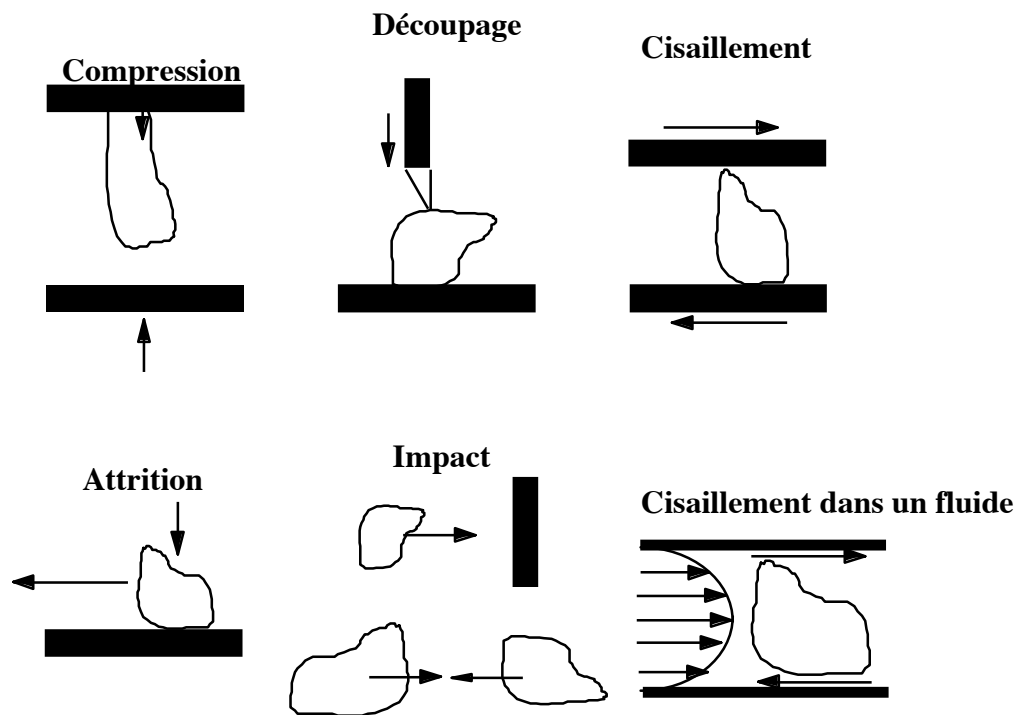 Découpage
Cisaillement
Compression
Impact
Attrition
Cisaillement dans un fluide